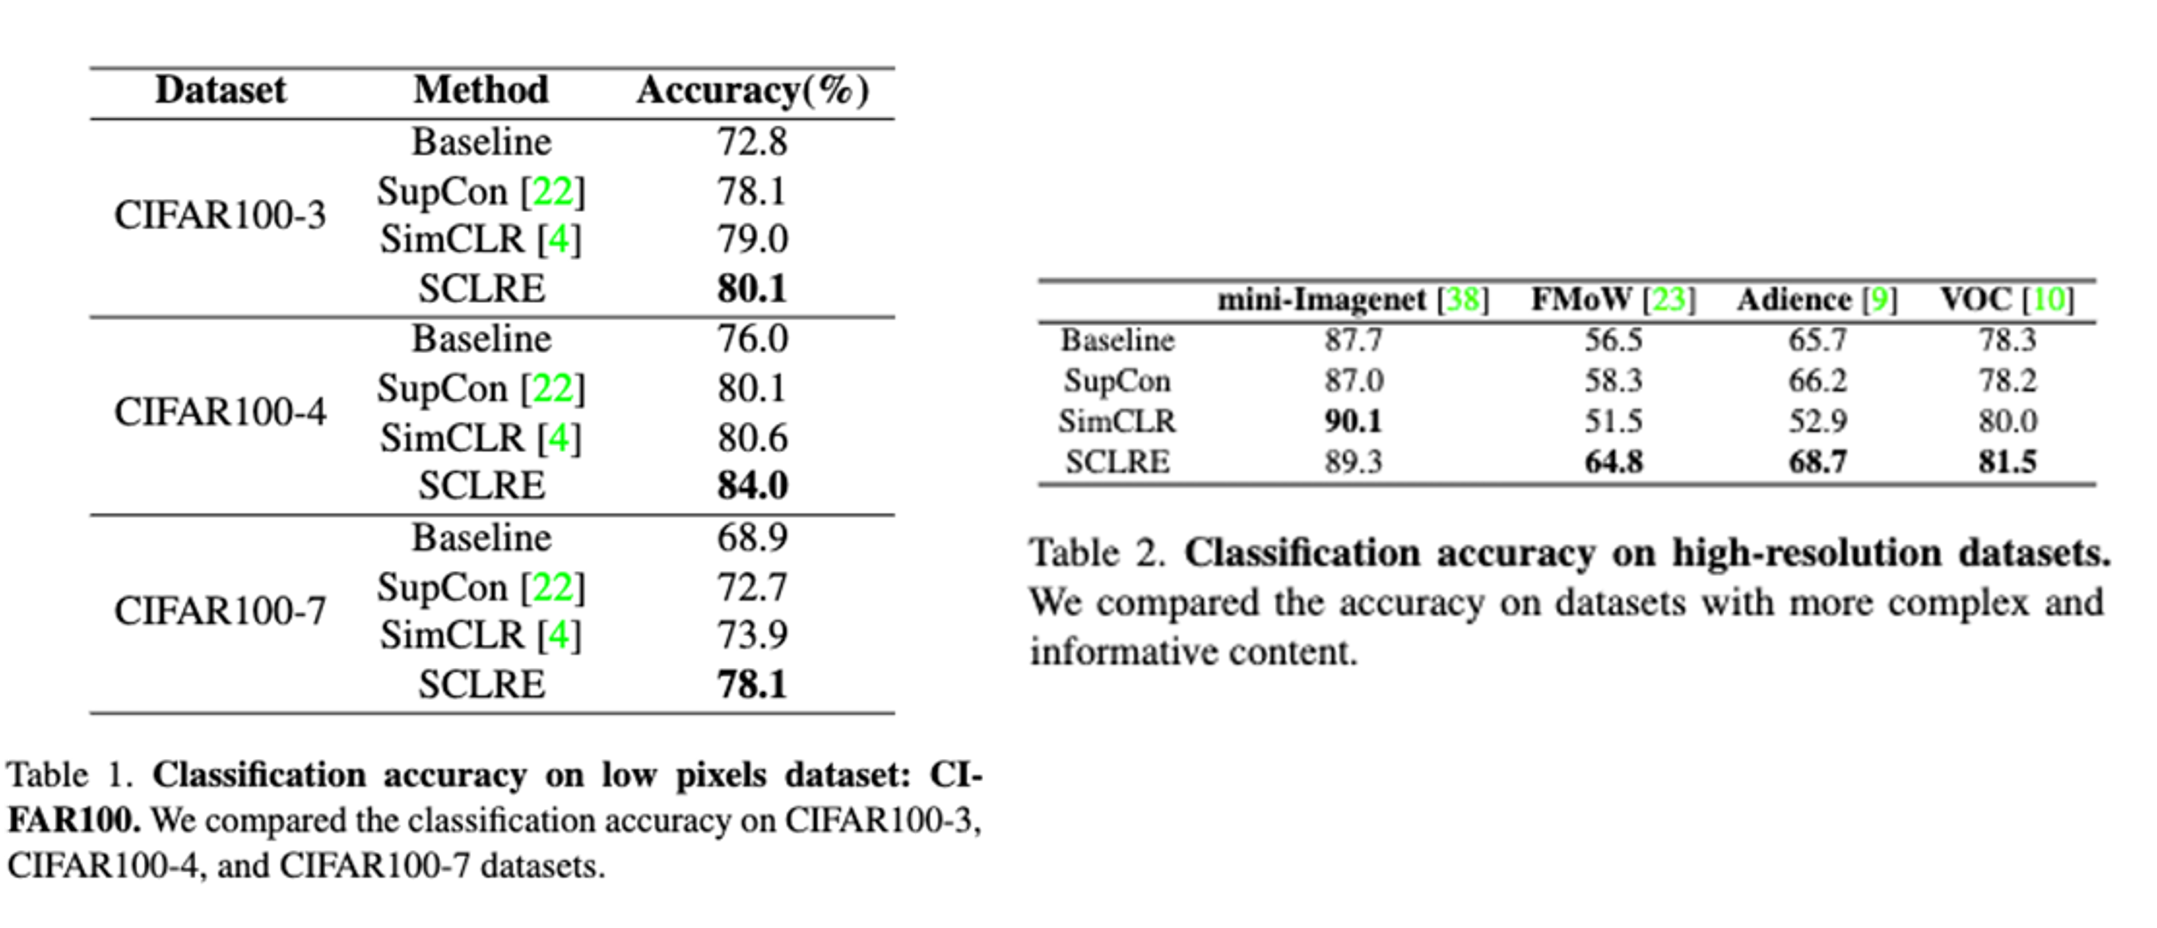 Dataset Method Accuracy(%)
Baseline 72.8
SupCon [22] 78.1
CIFAR100-3
SimCLR [4] 79.0
SCLRE 80.1
Baseline 76.0
SupCon [22] 80.1
CIFAR100-4
SimCLR [4] 80.6
SCLRE 84.0
Baseline 68.9
SupCon [22] 72.7
CIFAR100-7
SimCLR [4] 73.9
SCLRE 78.1
Table 1. Classification accuracy on low pixels dataset: CI-
FAR100. We compared the classification accuracy on CIFAR100-3,
CIFAR100-4, and CIFAR100-7 datasets.
mini-Imagenet [38] FMoW [23] Adience [9] VOC [10]
Baseline 87.7 56.5 65.7 78.3
SupCon 87.0 58.3 66.2 78.2
SimCLR 90.1 51.5 52.9 80.0
SCLRE 89.3 64.8 68.7 81.5
Table 2. Classification accuracy on high-resolution datasets.
We compared the accuracy on datasets with more complex and
informative content.